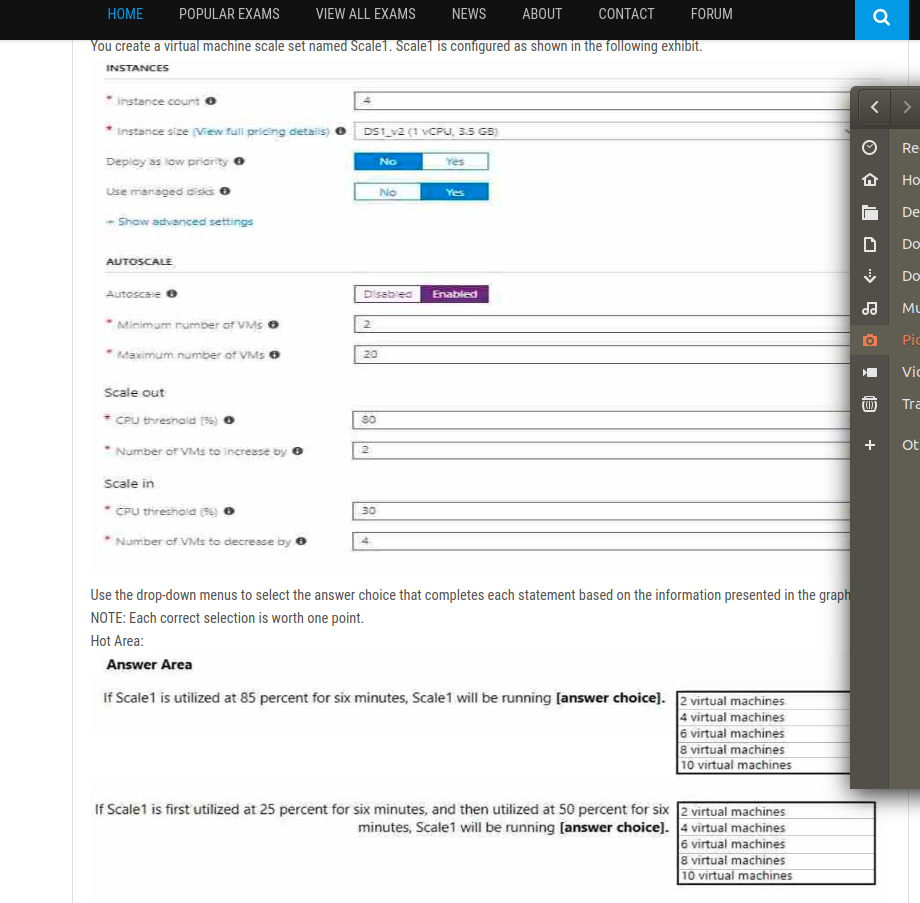 HOME POPULAR EXAMS VIEW ALL EXAMS NEWS ABOUT CONTACT FORUM
You create a virtual machine scale set named Scale1. Scale1 is configured as shown in the following exhibit.
INSTANCES
* Instance count 4
* Instance size (View full pricing details) DS1_v2 (1 vCPU, 3.5 GB)
Deploy as low priority No Yes
Use managed disks No Yes
+ Show advanced settings
AUTOSCALE
Autoscale Disabled Enabled
* Minimum number of VMs 2
* Maximum number of VMs 20
Scale out
* CPU threshold (%) 80
* Number of VMs to increase by 2
Scale in
* CPU threshold (%) 30
* Number of VMs to decrease by 4
Re
Ho
De
Do
Do
Mu
Pic
Vic
Tra
+ Ot
Use the drop-down menus to select the answer choice that completes each statement based on the information presented in the graph
NOTE: Each correct selection is worth one point.
Hot Area:
Answer Area
If Scale1 is utilized at 85 percent for six minutes, Scale1 will be running [answer choice].
2 virtual machines
4 virtual machines
6 virtual machines
8 virtual machines
10 virtual machines
If Scale1 is first utilized at 25 percent for six minutes, and then utilized at 50 percent for six
minutes, Scale1 will be running [answer choice].
2 virtual machines
4 virtual machines
6 virtual machines
8 virtual machines
10 virtual machines